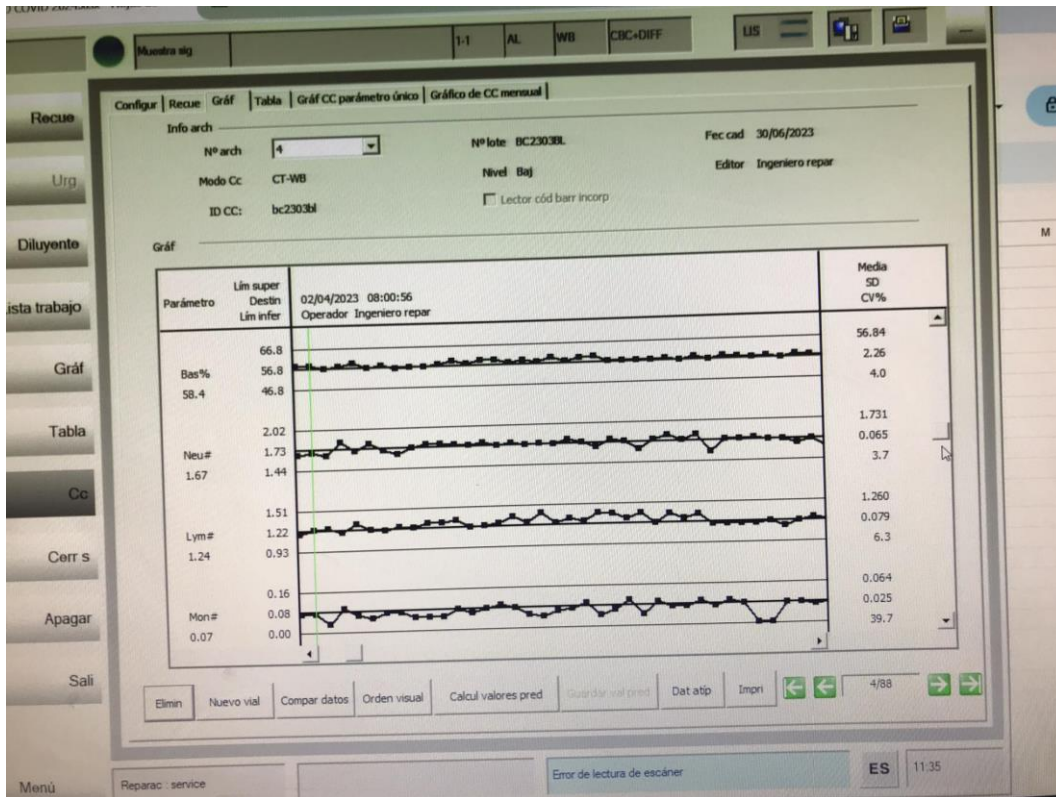 Muestra sig
1-1
AL
WB
CBC+DIFF
LIS
Recue
Urg
Diluyente
ista trabajo
Gráf
Tabla
Cc
Cerr s
Apagar
Sali
Menú
Configur
Recue
Gráf
Tabla
Gráf CC parámetro único
Gráfico de CC mensual
Info arch
Nº arch
4
Nº lote BC2303BL
Fec cad 30/06/2023
Modo Cc CT-WB
Nivel Baj
Editor Ingeniero repar
ID CC: bc2303bl
Lector cód barr incorp
M
Gráf
Parámetro
Lím super
Destin
Lím infer
02/04/2023 08:00:56
Operador Ingeniero repar
Media
SD
CV%
Bas%
58.4
66.8
56.8
46.8
56.84
2.26
4.0
Neu#
1.67
2.02
1.73
1.44
1.731
0.065
3.7
Lym#
1.24
1.51
1.22
0.93
1.260
0.079
6.3
Mon#
0.07
0.16
0.08
0.00
0.064
0.025
39.7
Elimin
Nuevo vial
Compar datos
Orden visual
Calcul valores pred
Guardar val pred
Dat atíp
Impri
4/88
Reparac : service
Error de lectura de escáner
ES
11:35